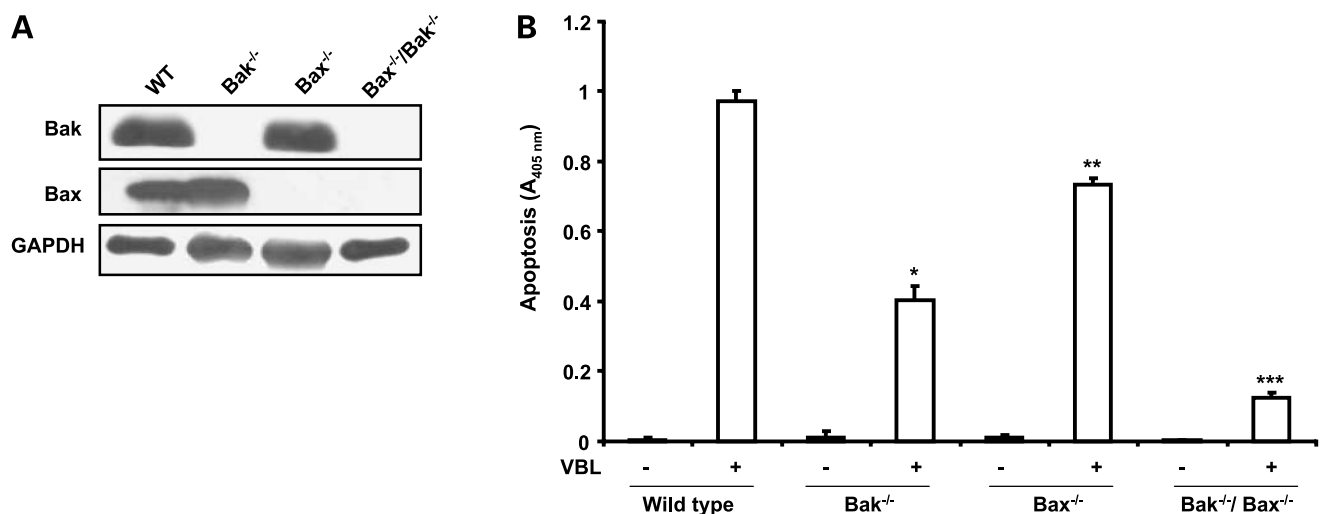 A
WT
Bak-/-
Bax-/-
Bax-/-/Bak-/-
Bak
Bax
GAPDH
B
Apoptosis (A405 nm)
1.2
1
0.8
0.6
0.4
0.2
0
*
**
***
VBL - + - + - + - +
Wild type Bak-/- Bax-/- Bak-/-/ Bax-/-